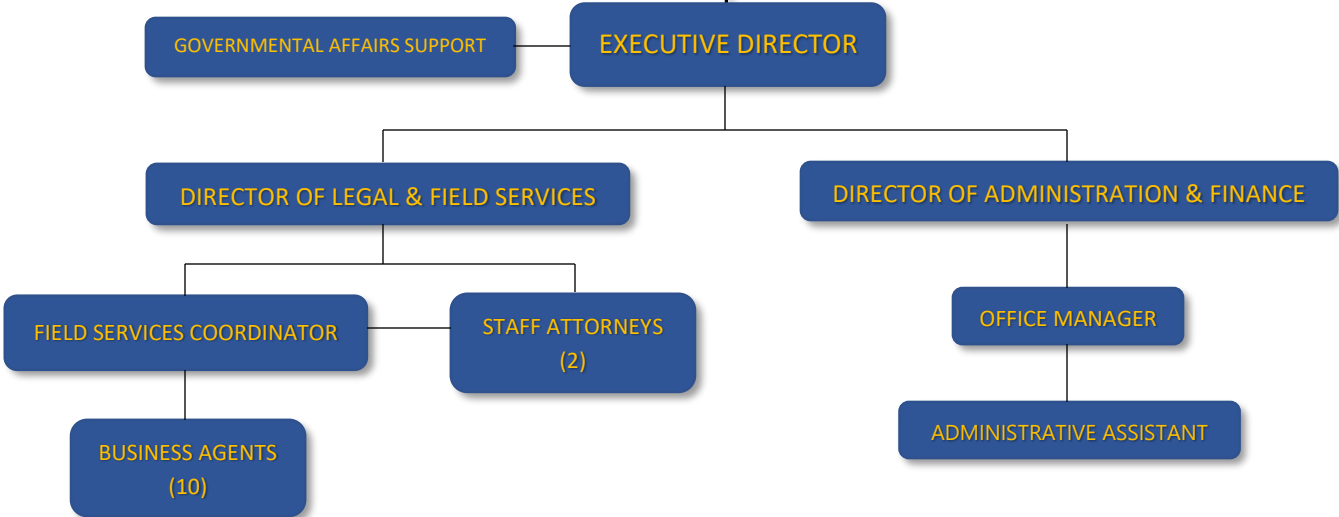 GOVERNMENTAL AFFAIRS SUPPORT
EXECUTIVE DIRECTOR
DIRECTOR OF LEGAL & FIELD SERVICES
DIRECTOR OF ADMINISTRATION & FINANCE
FIELD SERVICES COORDINATOR
STAFF ATTORNEYS
(2)
OFFICE MANAGER
BUSINESS AGENTS
(10)
ADMINISTRATIVE ASSISTANT